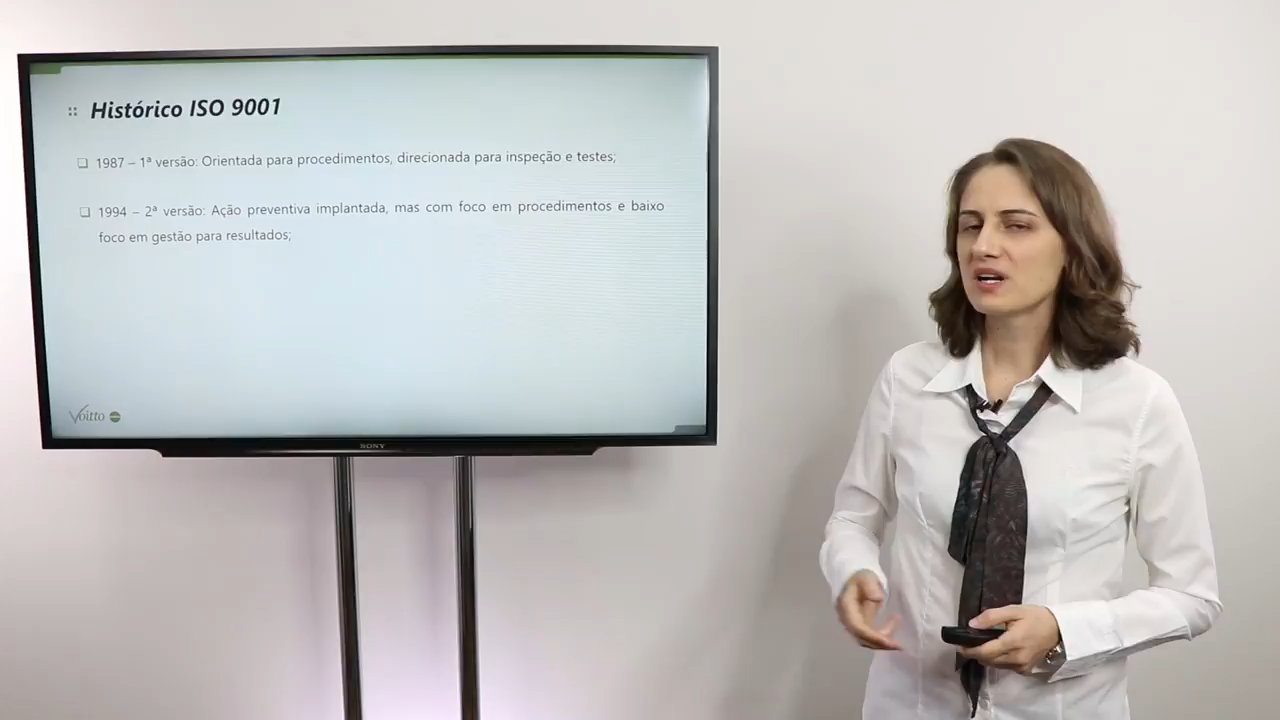 Histórico ISO 9001
1987 – 1ª versão: Orientada para procedimentos, direcionada para inspeção e testes;
1994 – 2ª versão: Ação preventiva implantada, mas com foco em procedimentos e baixo
foco em gestão para resultados;
Voitto
SONY